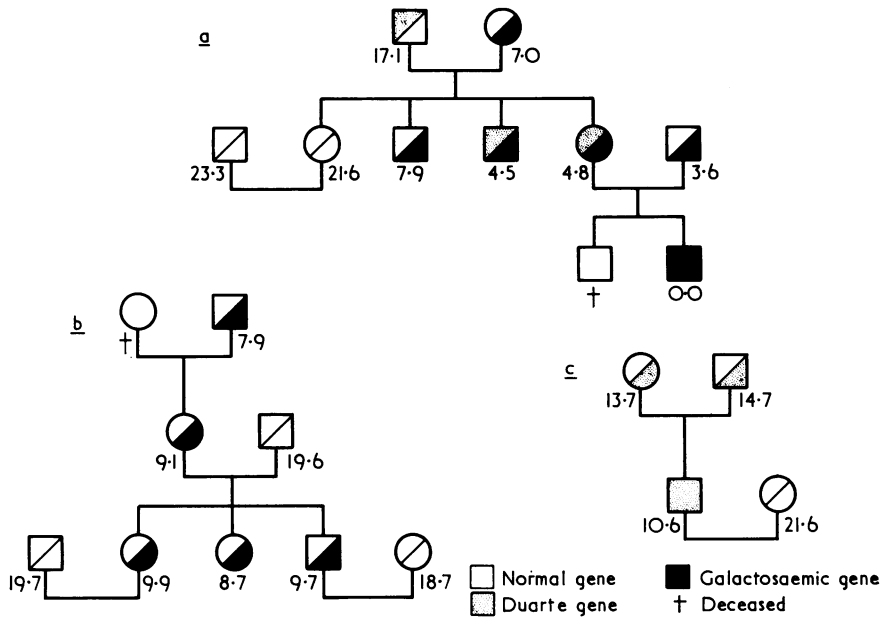 a
17·1 7·0
23·3 21·6 7·9 4·5 4·8 3·6
† 0·0
b
† 7·9
9·1 19·6
19·7 9·9 8·7 9·7 18·7
c
13·7 14·7
10·6 21·6
Normal gene Galactosaemic gene
Duarte gene † Deceased